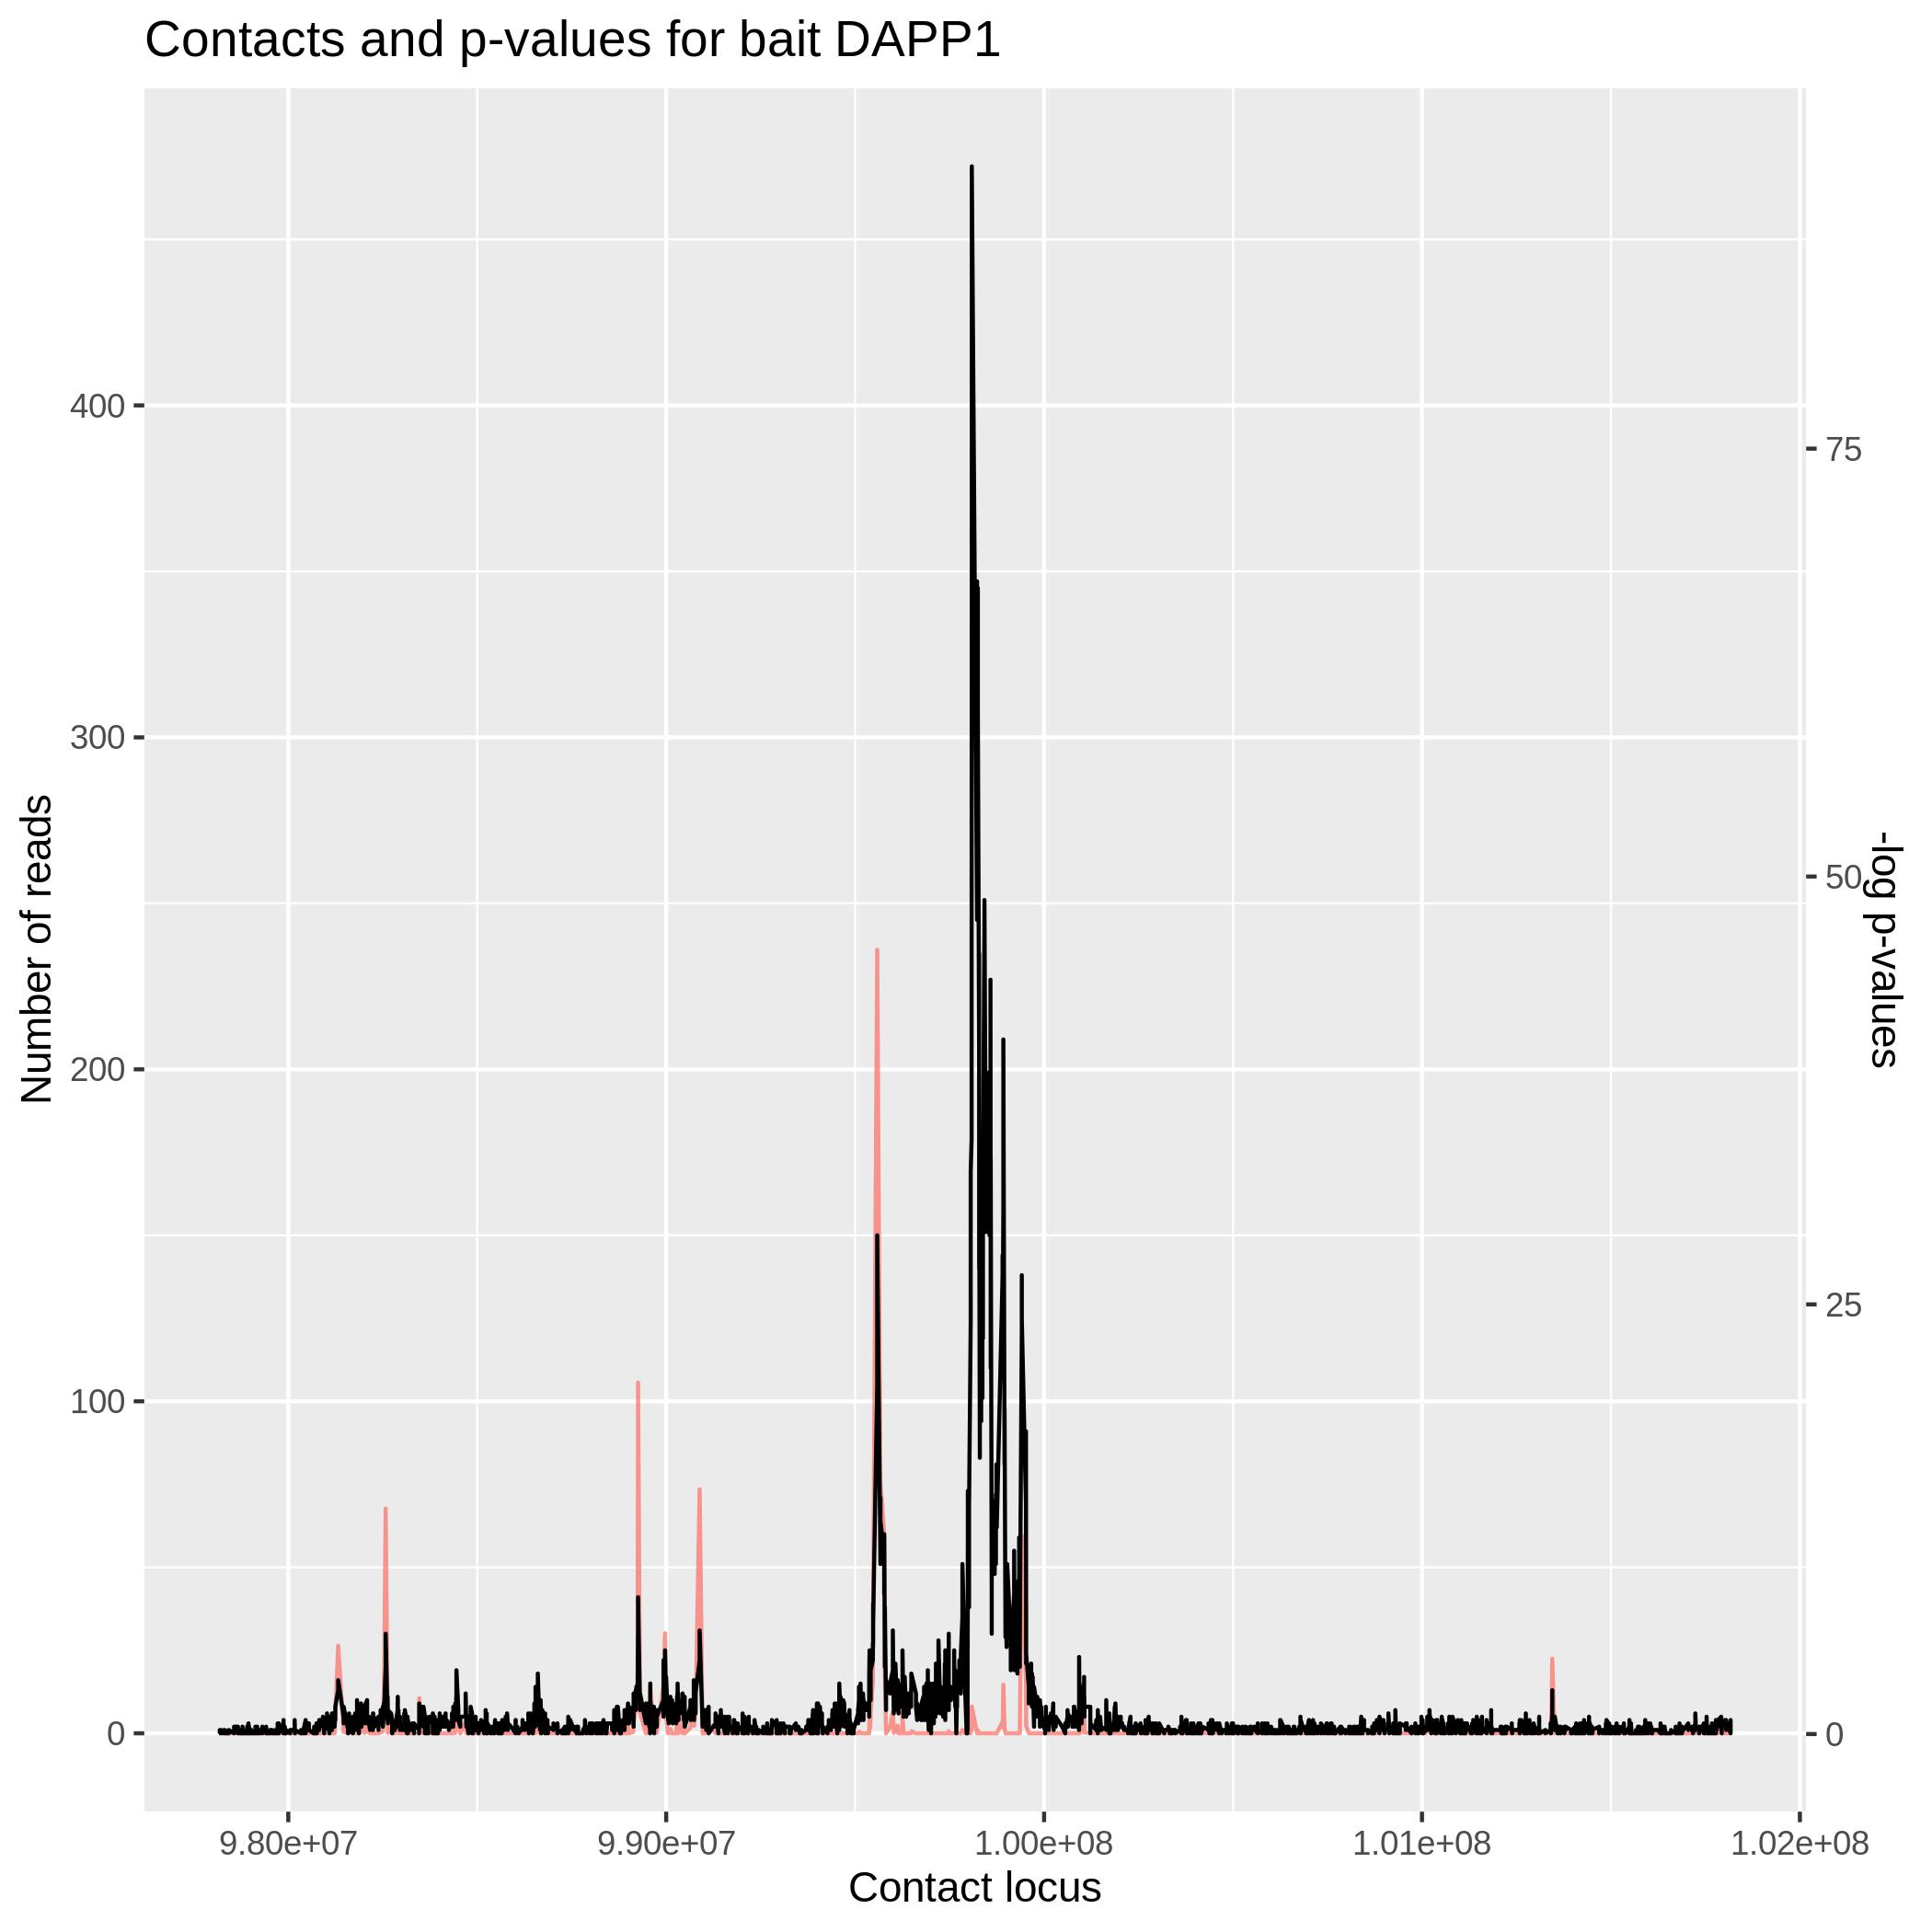 Contacts and p-values for bait DAPP1
Number of reads
400
300
200
100
0
75
50
25
0
-log p-values
9.80e+07 9.90e+07 1.00e+08 1.01e+08 1.02e+08
Contact locus